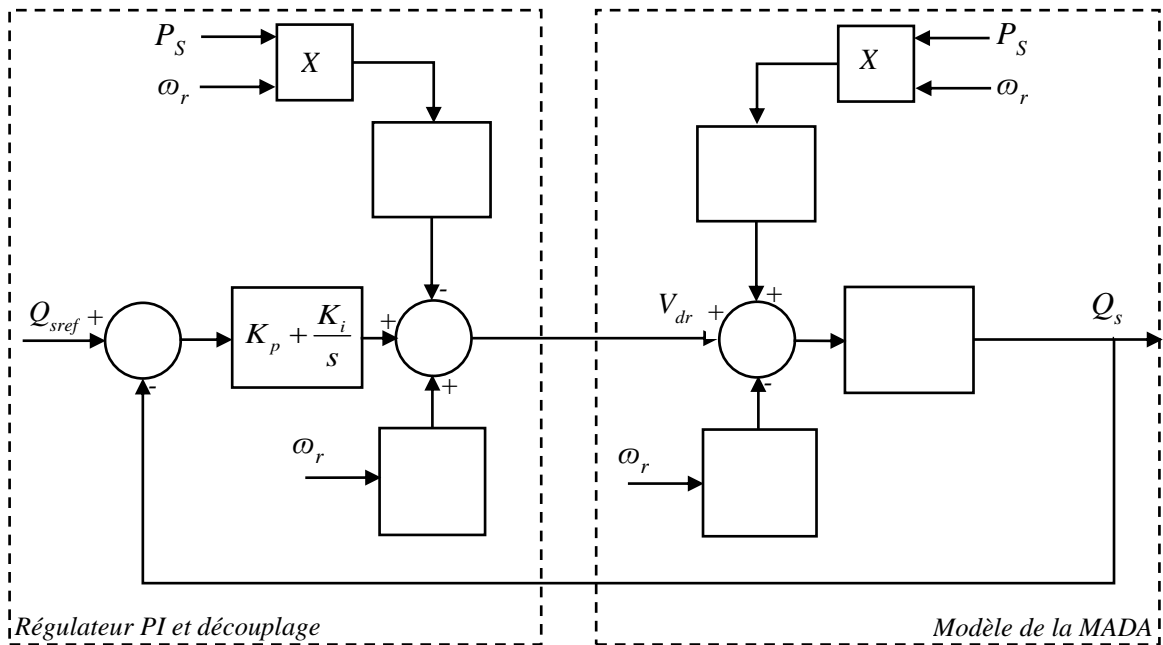 P_S
X
ω_r
P_S
X
ω_r
Q_sref +
-
K_p + K_i/s
+
-
+
ω_r
V_dr
+
+
-
ω_r
Q_s
Régulateur PI et découplage
Modèle de la MADA